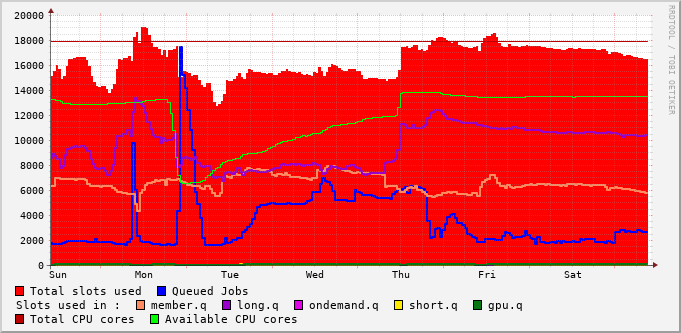 RRDTOOL / TOBI OETIKER
20000
18000
16000
14000
12000
10000
8000
6000
4000
2000
0
Sun Mon Tue Wed Thu Fri Sat
Total slots used Queued Jobs
Slots used in : member.q long.q ondemand.q short.q gpu.q
Total CPU cores Available CPU cores